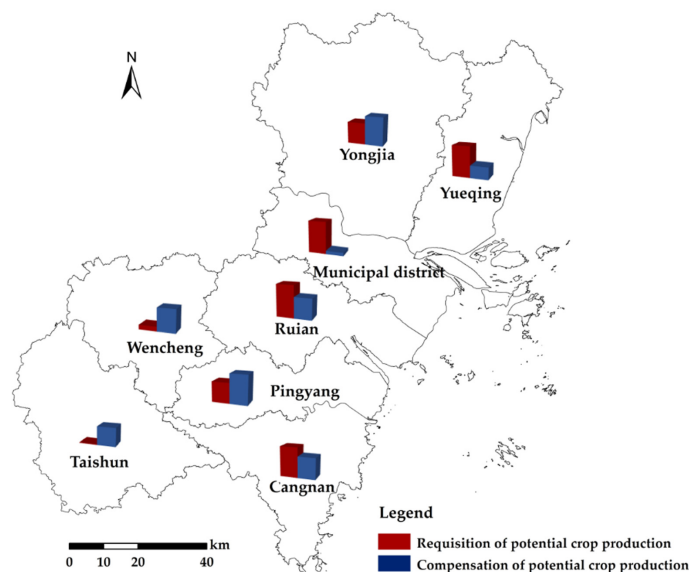 N
Yongjia
Yueqing
Municipal district
Ruian
Wencheng
Pingyang
Taishun
Cangnan
Legend
Requisition of potential crop production
Compensation of potential crop production
km
0 10 20 40